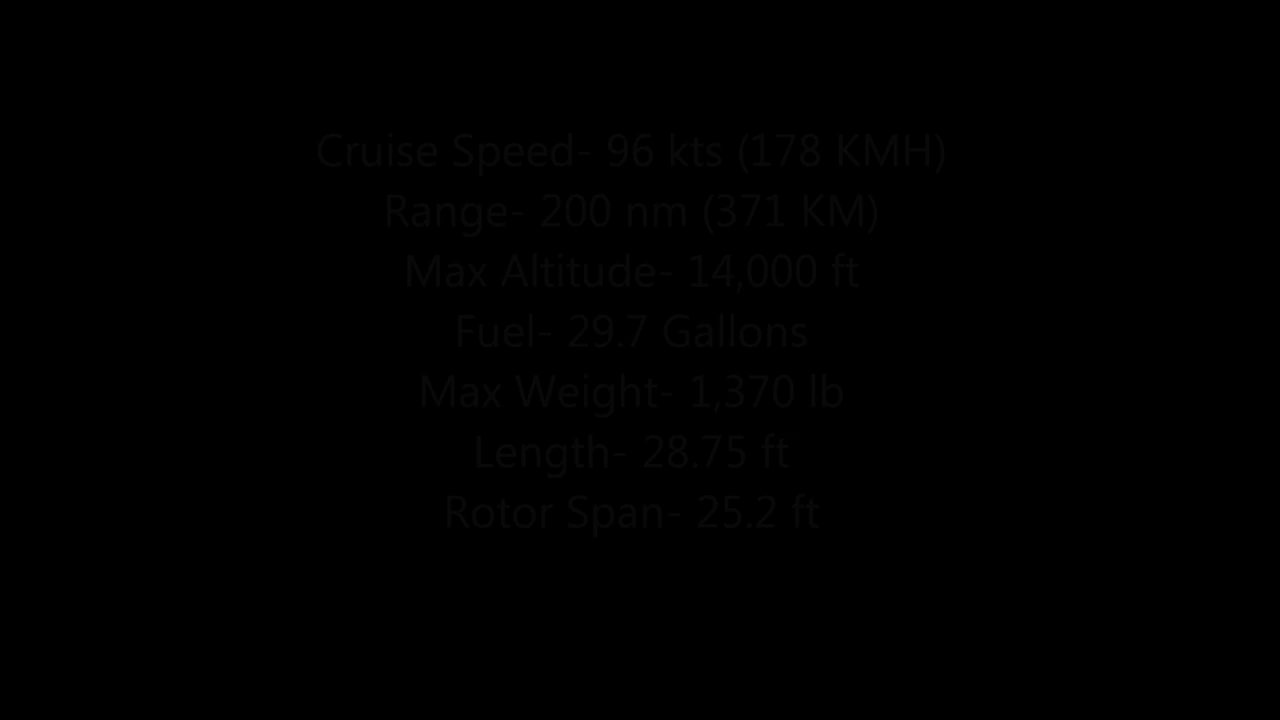 Cruise Speed- 96 kts (178 KMH)
Range- 200 nm (371 KM)
Max Altitude- 14,000 ft
Fuel- 29.7 Gallons
Max Weight- 1,370 lb
Length- 28.75 ft
Rotor Span- 25.2 ft